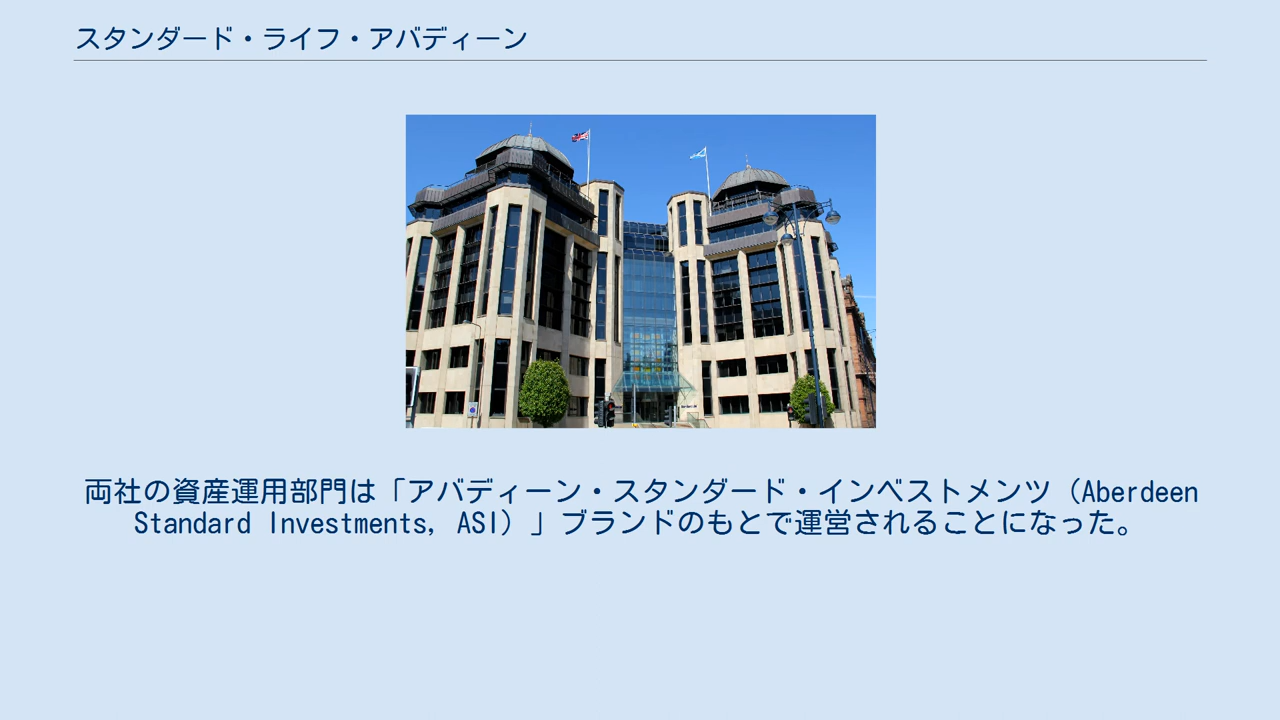 スタンダード・ライフ・アバディーン
両社の資産運用部門は「アバディーン・スタンダード・インベストメンツ（Aberdeen
Standard Investments, ASI）」ブランドのもとで運営されることになった。